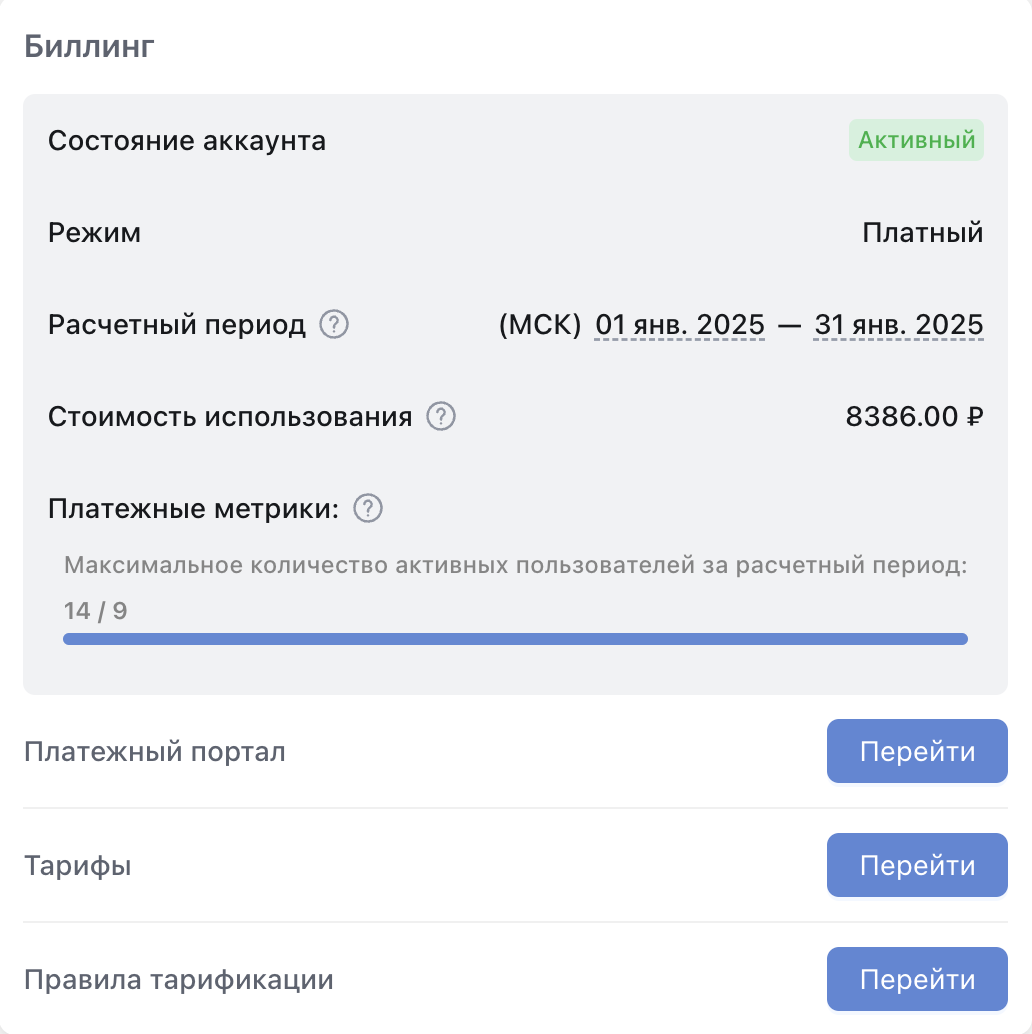 Биллинг
Состояние аккаунта Активный
Режим Платный
Расчетный период ? (МСК) 01 янв. 2025 — 31 янв. 2025
Стоимость использования ? 8386.00 ₽
Платежные метрики: ?
Максимальное количество активных пользователей за расчетный период:
14 / 9
Платежный портал Перейти
Тарифы Перейти
Правила тарификации Перейти